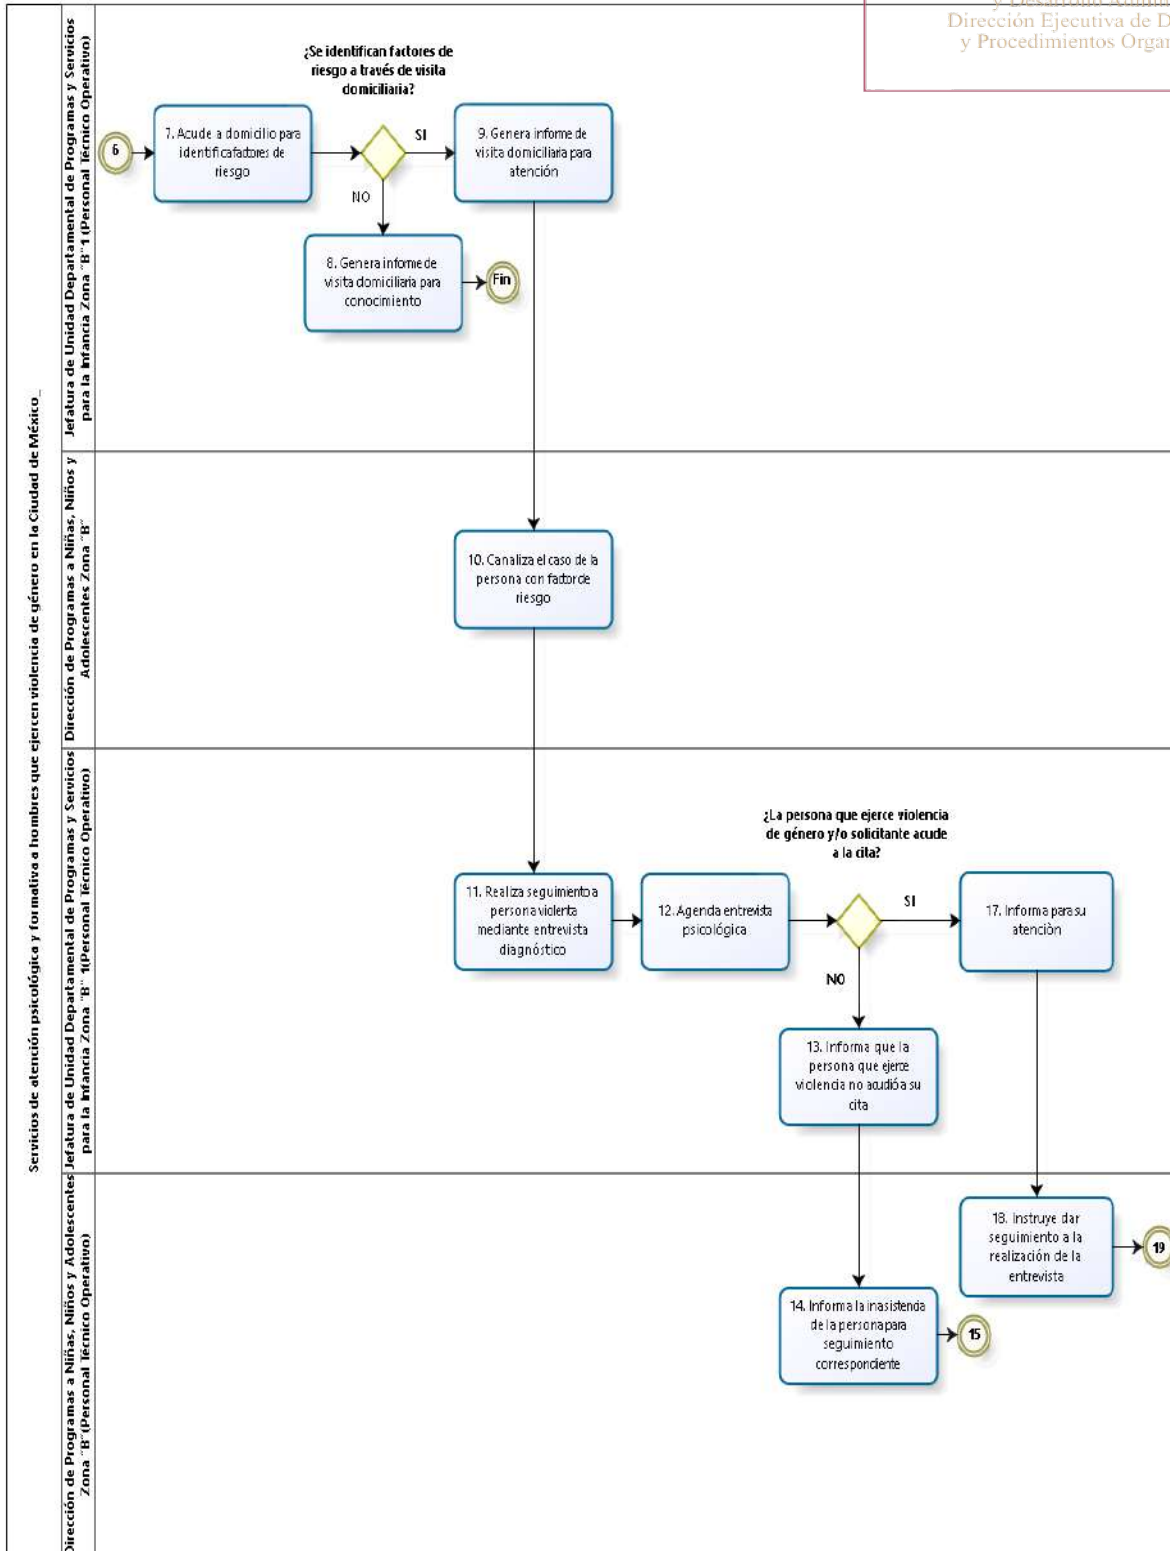 Dirección Ejecutiva de D
y Procedimientos Organ
Servicios de atención psicológica y formativa a hombres que ejercen violencia de género en la Ciudad de México_
Jefatura de Unidad Departamental de Programas y Servicios
para la Infancia Zona "B"1 (Personal Técnico Operativo)
¿Se identifican factores de
riesgo a través de visita
domiciliaria?
6
7. Acude a domicilio para
identificafactores de
riesgo
SI
NO
9. Genera informe de
visita domiciliaria para
atención
8. Genera informe de
visita domiciliaria para
conocimiento
Fin
Dirección de Programas a Niñas, Niños y
Adolescentes Zona "B"
10. Canaliza el caso de la
persona con factor de
riesgo
Jefatura de Unidad Departamental de Programas y Servicios
para la Infancia Zona "B" 1(Personal Técnico Operativo)
¿La persona que ejerce violencia
de género y/o solicitante acude
a la cita?
11. Realiza seguimiento a
persona violenta
mediante entrevista
diagnóstico
12. Agenda entrevista
psicológica
SI
NO
17. Informa para su
atenciòn
13. Informa que la
persona que ejerce
violencia no acudió a su
cita
Dirección de Programas a Niñas, Niños y Adolescentes
Zona "B"(Personal Técnico Operativo)
18. Instruye dar
seguimiento a la
realización de la
entrevista
19
14. Informa la inasistencia
de la persona para
seguimiento
correspondiente
15